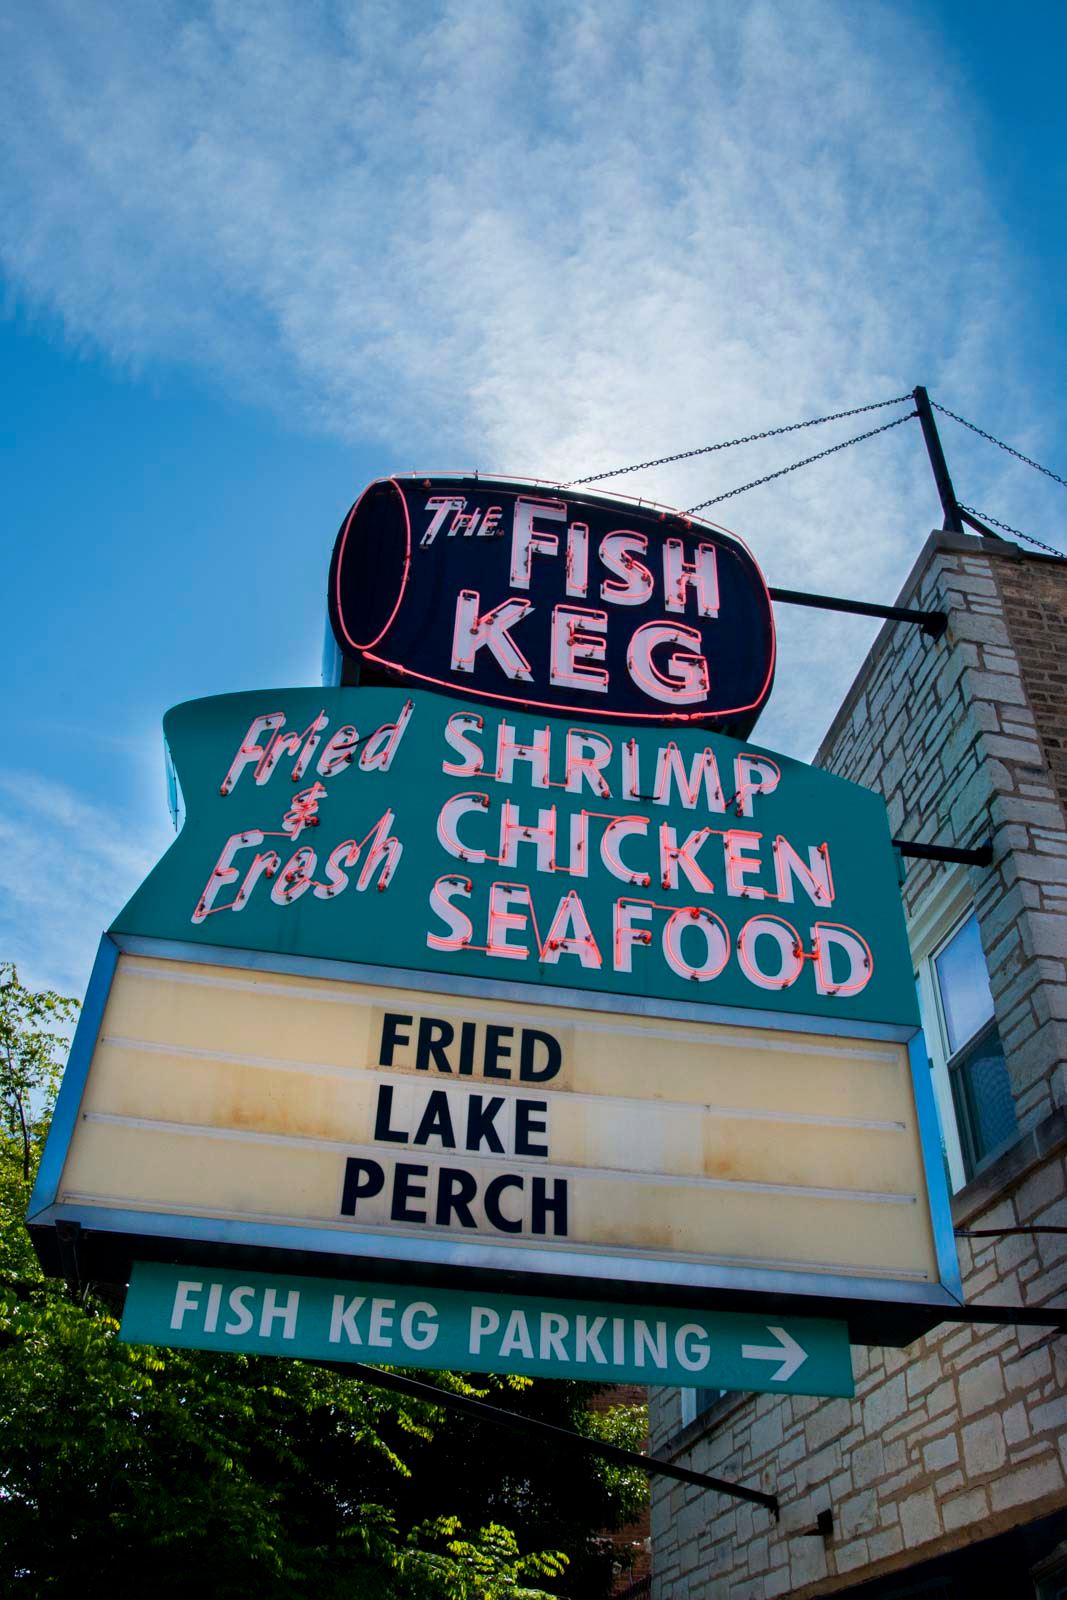 THE FISH
KEG
Fried & Fresh
SHRIMP
CHICKEN
SEAFOOD
FRIED
LAKE
PERCH
FISH KEG PARKING →